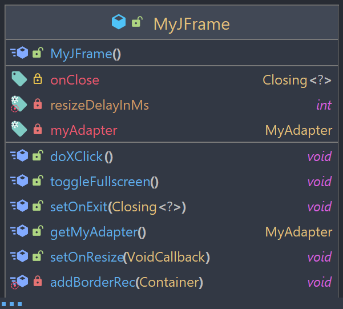 MyJFrame
MyJFrame()
onClose Closing<?>
resizeDelayInMs int
myAdapter MyAdapter
doXClick() void
toggleFullscreen() void
setOnExit(Closing<?>) void
getMyAdapter() MyAdapter
setOnResize(VoidCallback) void
addBorderRec(Container) void